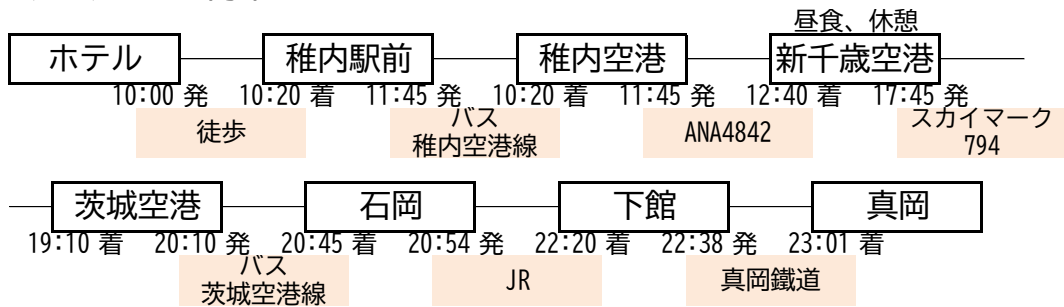 昼食、休憩
ホテル 稚内駅前 稚内空港 新千歳空港
10:00 発 10:20 着 11:45 発 10:20 着 11:45 発 12:40 着 17:45 発
徒歩 バス 稚内空港線 ANA4842 スカイマーク 794
茨城空港 石岡 下館 真岡
19:10 着 20:10 発 20:45 着 20:54 発 22:20 着 22:38 発 23:01 着
バス 茨城空港線 JR 真岡鐵道